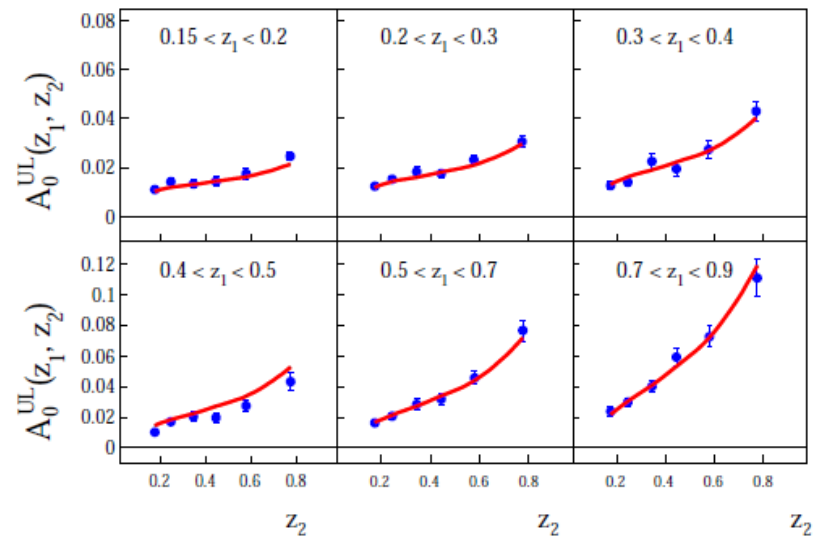 0.08
0.06
0.04
0.02
0
A₀^UL(z₁, z₂)
0.15 < z₁ < 0.2
0.2 < z₁ < 0.3
0.3 < z₁ < 0.4
0.12
0.1
0.08
0.06
0.04
0.02
0
A₀^UL(z₁, z₂)
0.4 < z₁ < 0.5
0.5 < z₁ < 0.7
0.7 < z₁ < 0.9
0.2 0.4 0.6 0.8 0.2 0.4 0.6 0.8 0.2 0.4 0.6 0.8
z₂ z₂ z₂